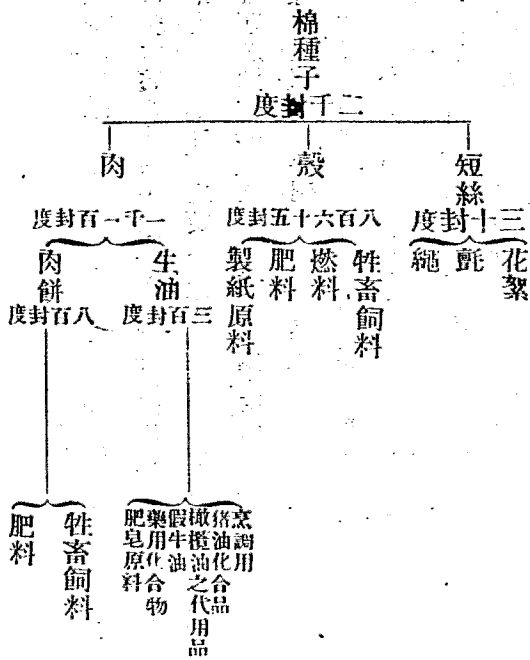 棉種子
二千封度
短絲
三十封度
花絮
氈
繩
殼
八百六十五封度
牲畜飼料
燃料
肥料
製紙原料
肉
一千一百封度
生油
三百封度
烹調用
猪油化合品
橄欖油之代用品
假牛油
藥用化合物
肥皂原料
肉餅
八百封度
牲畜飼料
肥料